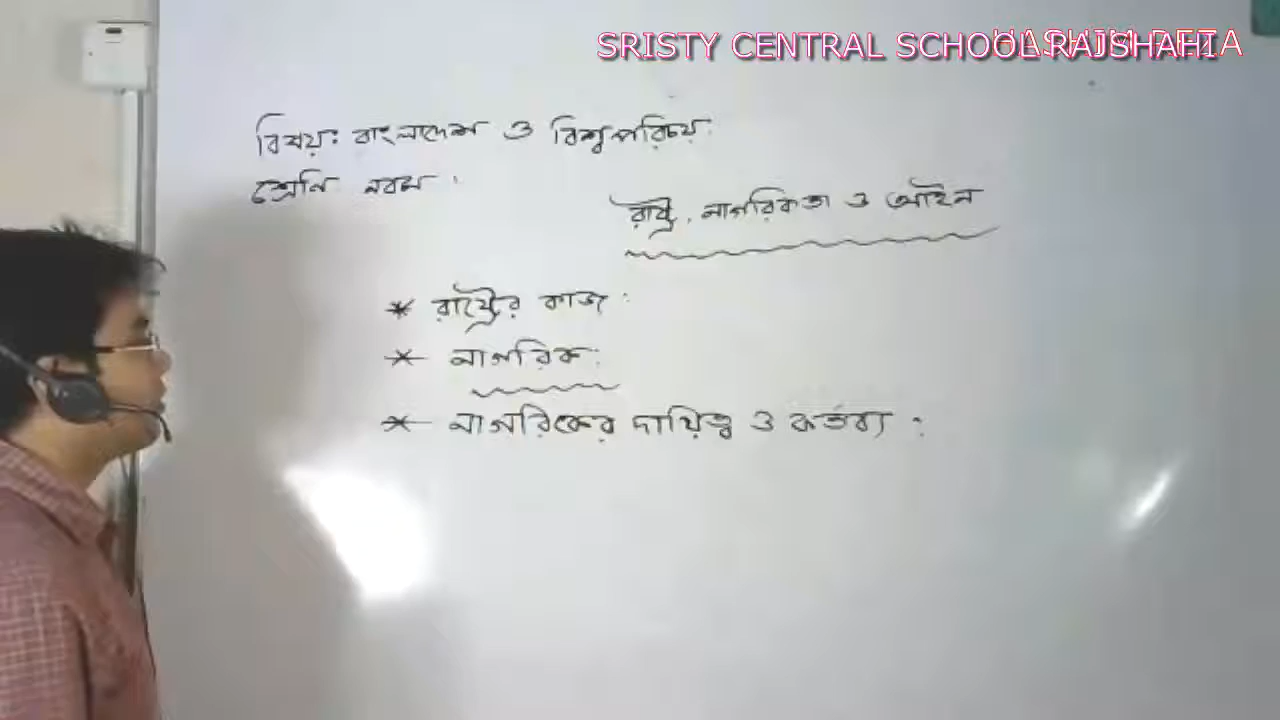 SRISTY CENTRAL SCHOOL RAJSHAHI
বিষয়ঃ বাংলাদেশ ও বিশ্বপরিচয়
শ্রেনি নবম
রাষ্ট্র, নাগরিকতা ও আইন
* রাষ্ট্রের কাজ :
* নাগরিক :
* নাগরিকের দায়িত্ব ও কর্তব্য :